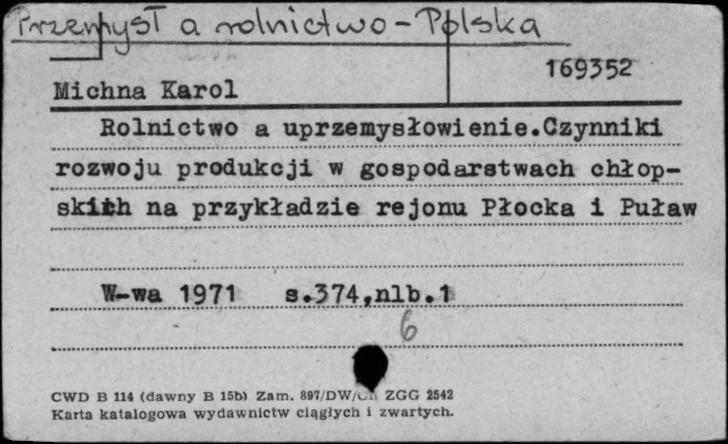 Przemysł a rolnictwo - Polska
169352
Michna Karol
Rolnictwo a uprzemysłowienie.Czynniki
rozwoju produkcji w gospodarstwach chłop-
skich na przykładzie rejonu Płocka i Puław
W-wa 1971 s.374,nlb.1
6
CWD B 114 (dawny B 15b) Zam. 897/DW/ ZGG 2542
Karta katalogowa wydawnictw ciągłych i zwartych.